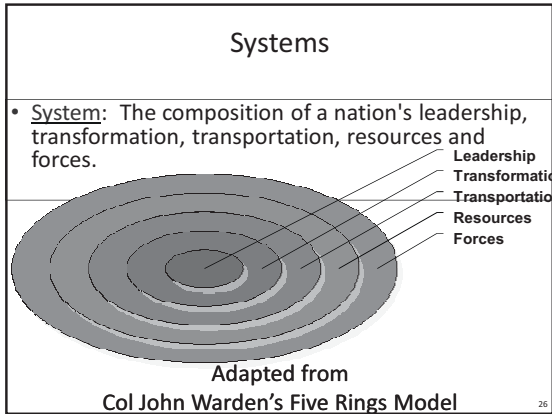 Systems
• System: The composition of a nation's leadership,
transformation, transportation, resources and
forces.
Leadership
Transformatio
Transportatio
Resources
Forces
Adapted from
Col John Warden’s Five Rings Model
26